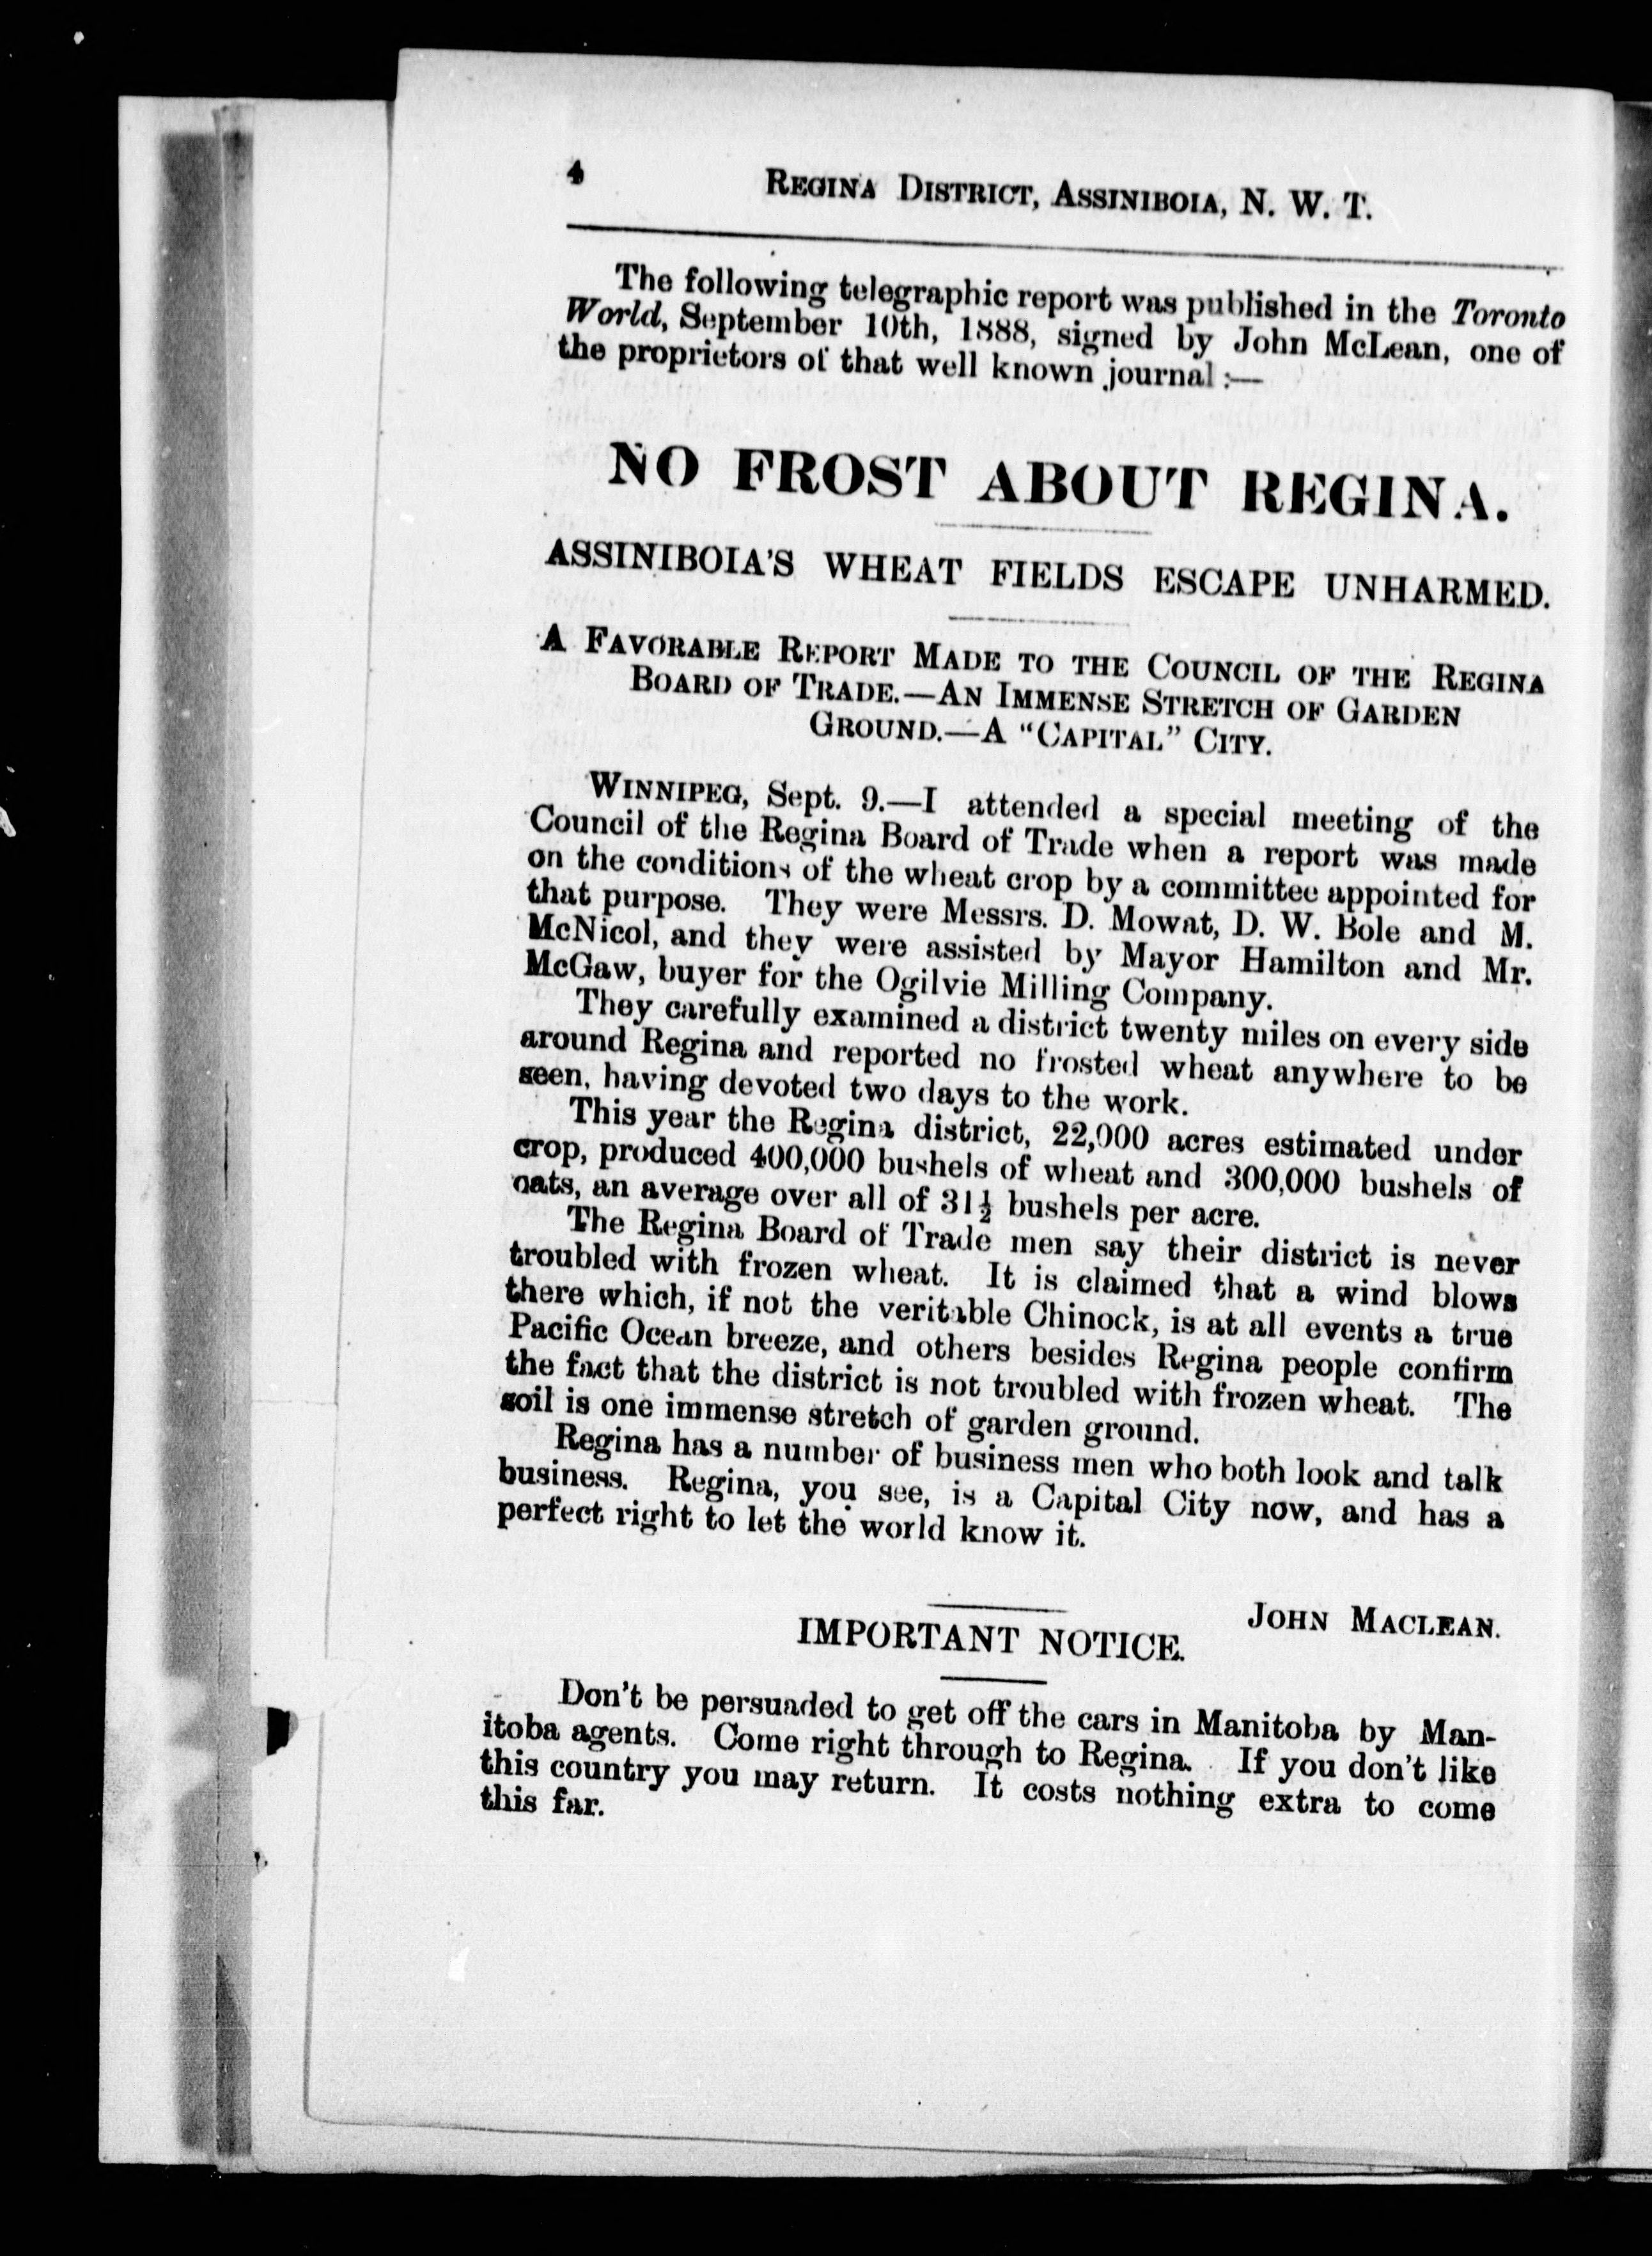 4 REGINA DISTRICT, ASSINIBOIA, N. W. T.
The following telegraphic report was published in the Toronto
World, September 10th, 1888, signed by John McLean, one of
the proprietors of that well known journal :—
NO FROST ABOUT REGINA.
ASSINIBOIA'S WHEAT FIELDS ESCAPE UNHARMED.
A FAVORABLE REPORT MADE TO THE COUNCIL OF THE REGINA
BOARD OF TRADE.—AN IMMENSE STRETCH OF GARDEN
GROUND.—A "CAPITAL" CITY.
WINNIPEG, Sept. 9.—I attended a special meeting of the
Council of the Regina Board of Trade when a report was made
on the conditions of the wheat crop by a committee appointed for
that purpose. They were Messrs. D. Mowat, D. W. Bole and M.
McNicol, and they were assisted by Mayor Hamilton and Mr.
McGaw, buyer for the Ogilvie Milling Company.
They carefully examined a district twenty miles on every side
around Regina and reported no frosted wheat anywhere to be
seen, having devoted two days to the work.
This year the Regina district, 22,000 acres estimated under
crop, produced 400,000 bushels of wheat and 300,000 bushels of
oats, an average over all of 31½ bushels per acre.
The Regina Board of Trade men say their district is never
troubled with frozen wheat. It is claimed that a wind blows
there which, if not the veritable Chinock, is at all events a true
Pacific Ocean breeze, and others besides Regina people confirm
the fact that the district is not troubled with frozen wheat. The
soil is one immense stretch of garden ground.
Regina has a number of business men who both look and talk
business. Regina, you see, is a Capital City now, and has a
perfect right to let the world know it.
JOHN MACLEAN.
IMPORTANT NOTICE.
Don't be persuaded to get off the cars in Manitoba by Man-
itoba agents. Come right through to Regina. If you don't like
this country you may return. It costs nothing extra to come
this far.